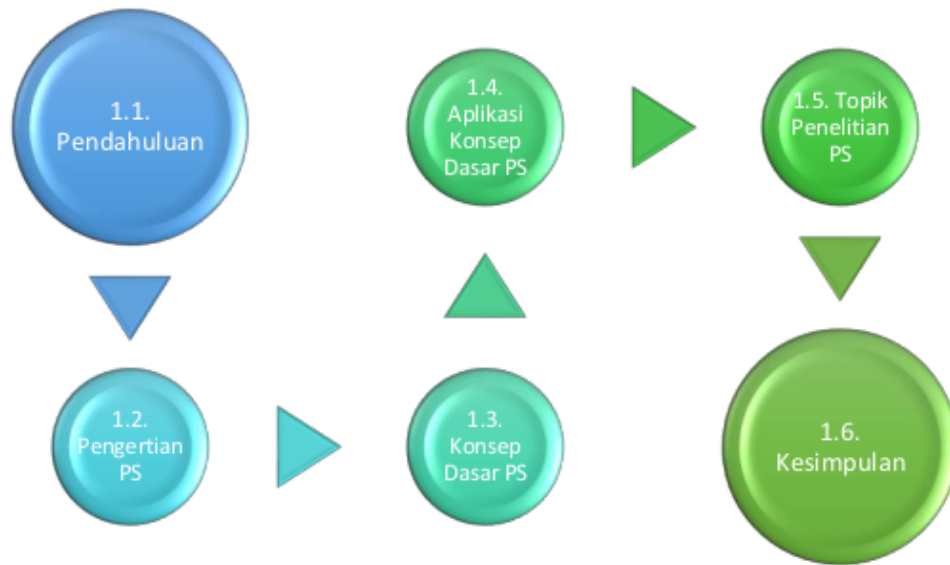 1.1.
Pendahuluan
1.2.
Pengertian
PS
1.3.
Konsep
Dasar PS
1.4.
Aplikasi
Konsep
Dasar PS
1.5. Topik
Penelitian
PS
1.6.
Kesimpulan